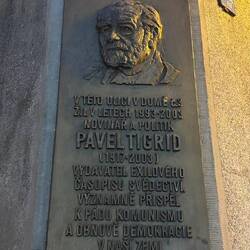 V TÉTO ULICI V DOMĚ č.3
ŽIL V LETECH 1993-2003
NOVINÁŘ A POLITIK
PAVEL TIGRID
(1917-2003)
VYDAVATEL EXILOVÉHO
ČASOPISU SVĚDECTVÍ,
VÝZNAMNĚ PŘISPĚL
K PÁDU KOMUNISMU
A OBNOVĚ DEMOKRACIE
V NAŠÍ ZEMI